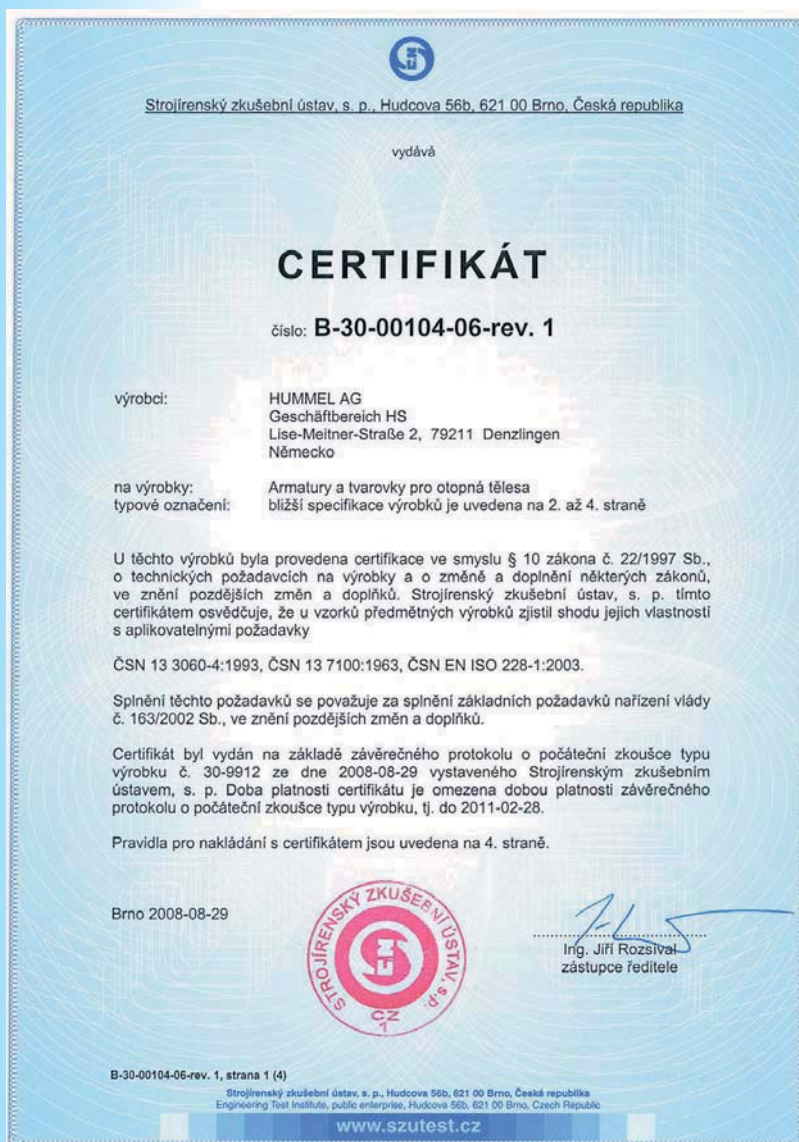 Strojírenský zkušební ústav, s. p., Hudcova 56b, 621 00 Brno, Česká republika
vydává
CERTIFIKÁT
číslo: B-30-00104-06-rev. 1
výrobci: HUMMEL AG
Geschäftbereich HS
Lise-Meitner-Straße 2, 79211 Denzlingen
Německo
na výrobky: Armatury a tvarovky pro otopná tělesa
typové označení: bližší specifikace výrobků je uvedena na 2. až 4. straně
U těchto výrobků byla provedena certifikace ve smyslu § 10 zákona č. 22/1997 Sb.,
o technických požadavcích na výrobky a o změně a doplnění některých zákonů,
ve znění pozdějších změn a doplňků. Strojírenský zkušební ústav, s. p. tímto
certifikátem osvědčuje, že u vzorků předmětných výrobků zjistil shodu jejich vlastností
s aplikovatelnými požadavky
ČSN 13 3060-4:1993, ČSN 13 7100:1963, ČSN EN ISO 228-1:2003.
Splnění těchto požadavků se považuje za splnění základních požadavků nařízení vlády
č. 163/2002 Sb., ve znění pozdějších změn a doplňků.
Certifikát byl vydán na základě závěrečného protokolu o počáteční zkoušce typu
výrobku č. 30-9912 ze dne 2008-08-29 vystaveného Strojírenským zkušebním
ústavem, s. p. Doba platnosti certifikátu je omezena dobou platnosti závěrečného
protokolu o počáteční zkoušce typu výrobku, tj. do 2011-02-28.
Pravidla pro nakládání s certifikátem jsou uvedena na 4. straně.
Brno 2008-08-29
STROJÍRENSKÝ ZKUŠEBNÍ ÚSTAV, s.p.
CZ
1
Ing. Jiří Rozsíval
zástupce ředitele
B-30-00104-06-rev. 1, strana 1 (4)
Strojírenský zkušební ústav, s. p., Hudcova 56b, 621 00 Brno, Česká republika
Engineering Test Institute, public enterprise, Hudcova 56b, 621 00 Brno, Czech Republic
www.szutest.cz